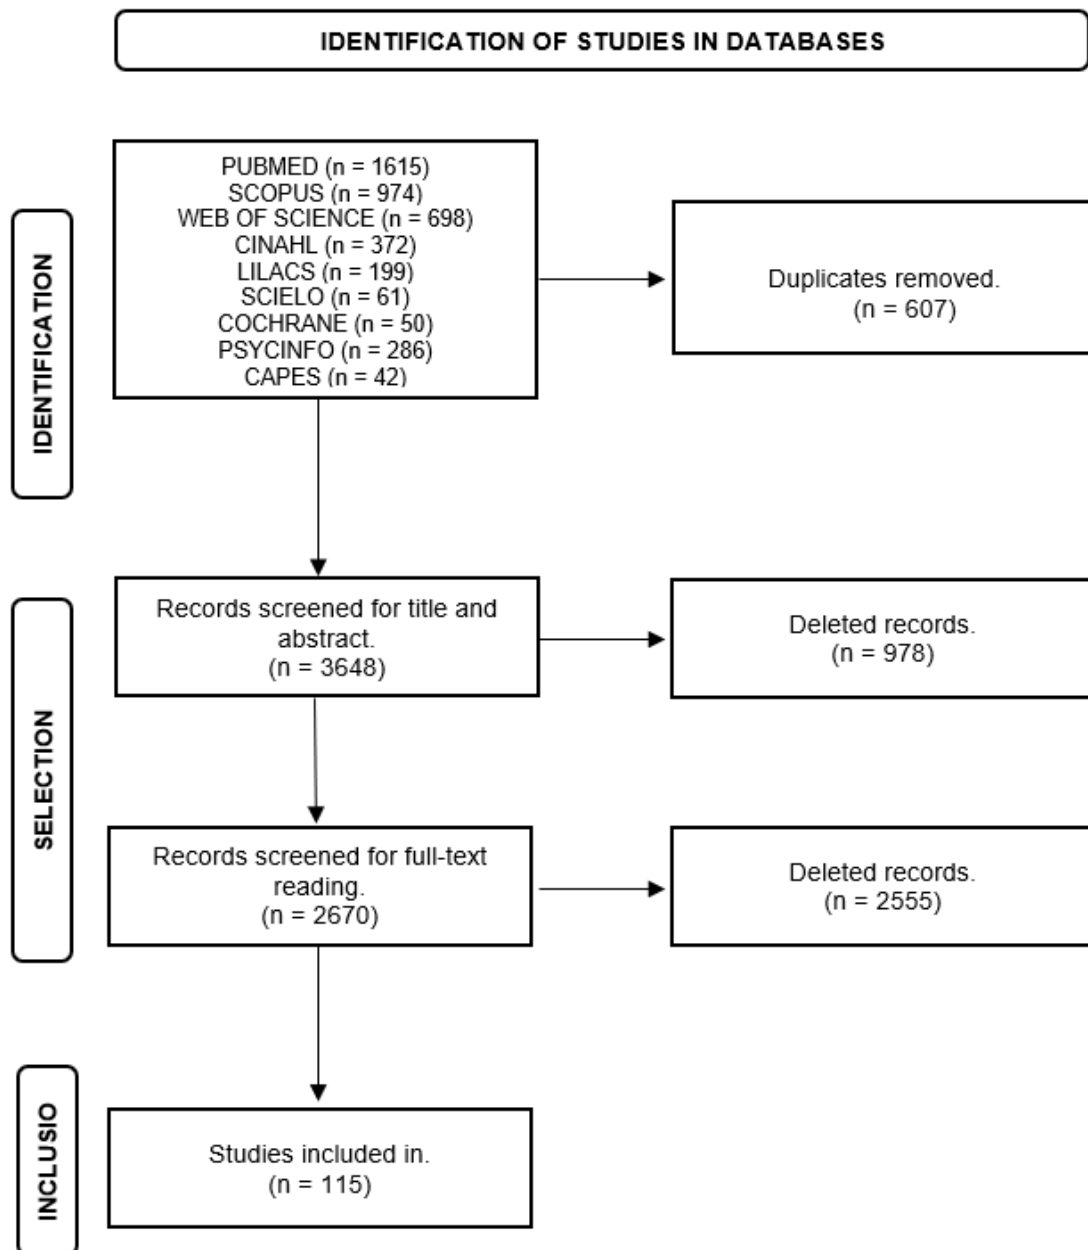 IDENTIFICATION OF STUDIES IN DATABASES
IDENTIFICATION
PUBMED (n = 1615)
SCOPUS (n = 974)
WEB OF SCIENCE (n = 698)
CINAHL (n = 372)
LILACS (n = 199)
SCIELO (n = 61)
COCHRANE (n = 50)
PSYCINFO (n = 286)
CAPES (n = 42)
Duplicates removed.
(n = 607)
SELECTION
Records screened for title and
abstract.
(n = 3648)
Deleted records.
(n = 978)
Records screened for full-text
reading.
(n = 2670)
Deleted records.
(n = 2555)
INCLUSIO
Studies included in.
(n = 115)